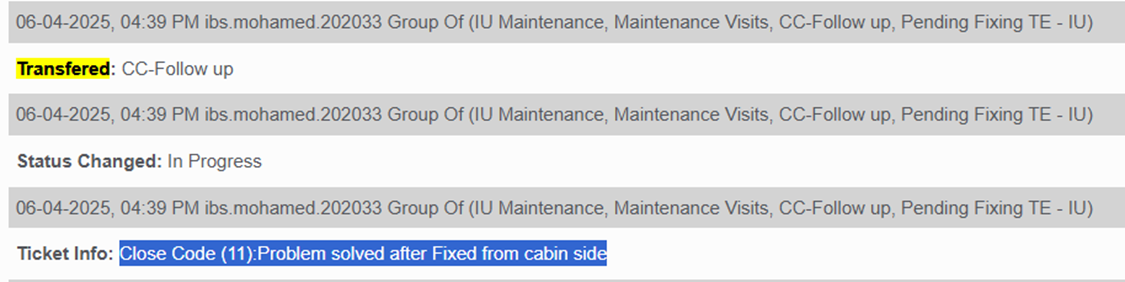 06-04-2025, 04:39 PM ibs.mohamed.202033 Group Of (IU Maintenance, Maintenance Visits, CC-Follow up, Pending Fixing TE - IU)
Transfered: CC-Follow up
06-04-2025, 04:39 PM ibs.mohamed.202033 Group Of (IU Maintenance, Maintenance Visits, CC-Follow up, Pending Fixing TE - IU)
Status Changed: In Progress
06-04-2025, 04:39 PM ibs.mohamed.202033 Group Of (IU Maintenance, Maintenance Visits, CC-Follow up, Pending Fixing TE - IU)
Ticket Info: Close Code (11):Problem solved after Fixed from cabin side